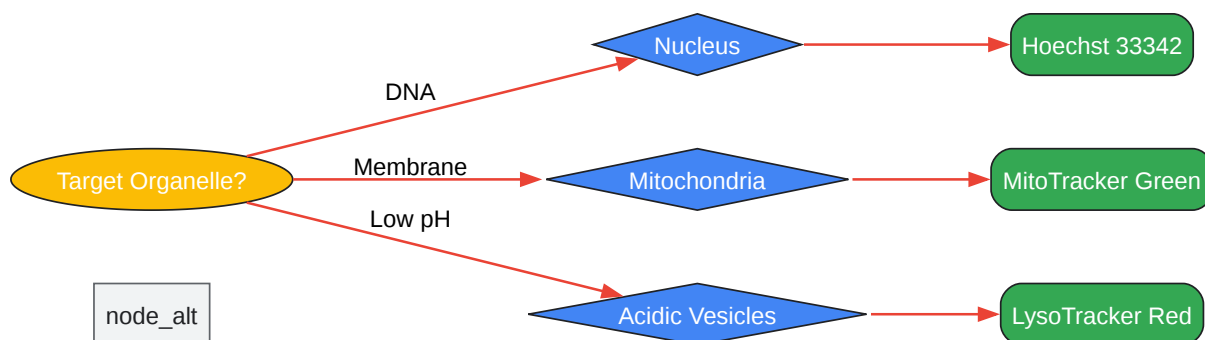 Nucleus
Hoechst 33342
DNA
Target Organelle?
Membrane
Mitochondria
MitoTracker Green
Low pH
node_alt
Acidic Vesicles
LysoTracker Red